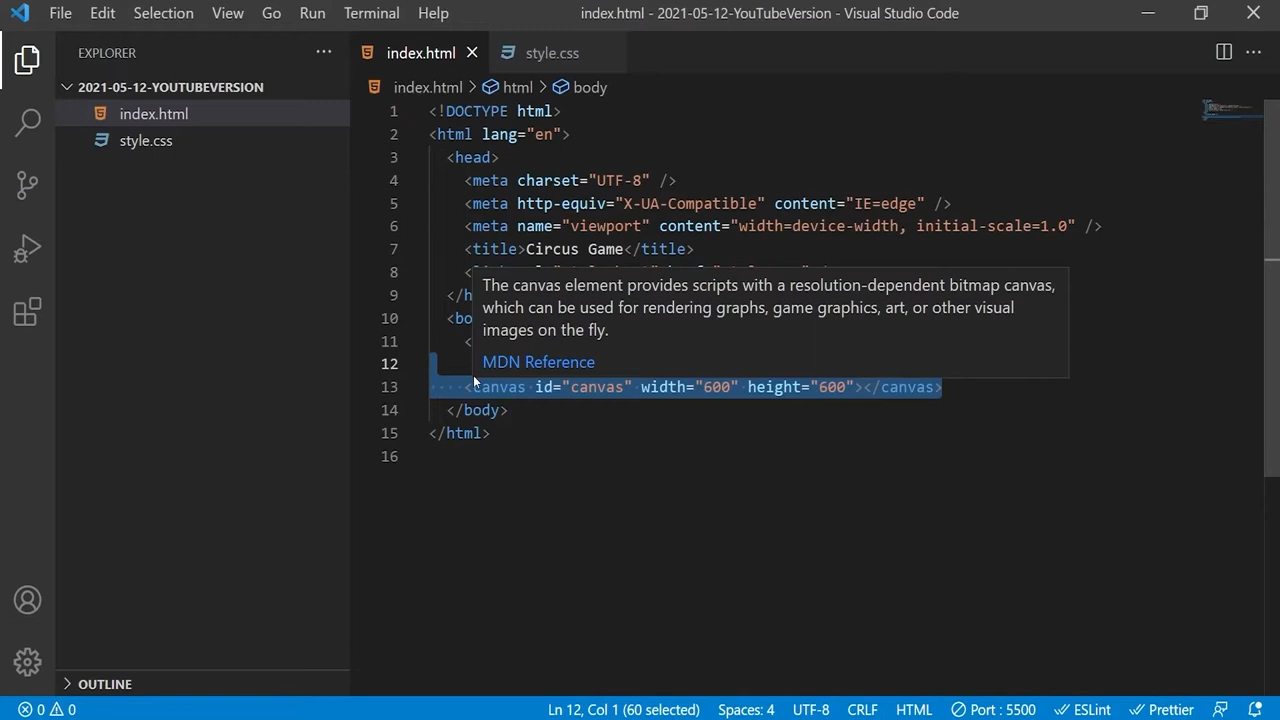 File Edit Selection View Go Run Terminal Help index.html - 2021-05-12-YouTubeVersion - Visual Studio Code
EXPLORER ···
index.html
style.css
2021-05-12-YOUTUBEVERSION
index.html > html > body
index.html
style.css
1 <!DOCTYPE html>
2 <html lang="en">
3 <head>
4 <meta charset="UTF-8" />
5 <meta http-equiv="X-UA-Compatible" content="IE=edge" />
6 <meta name="viewport" content="width=device-width, initial-scale=1.0" />
7 <title>Circus Game</title>
8 <
9 </h
10 <bo
11 <
12
13 <canvas id="canvas" width="600" height="600"></canvas>
14 </body>
15 </html>
16
The canvas element provides scripts with a resolution-dependent bitmap canvas,
which can be used for rendering graphs, game graphics, art, or other visual
images on the fly.
MDN Reference
OUTLINE
0 0 Ln 12, Col 1 (60 selected) Spaces: 4 UTF-8 CRLF HTML Port : 5500 ESLint Prettier